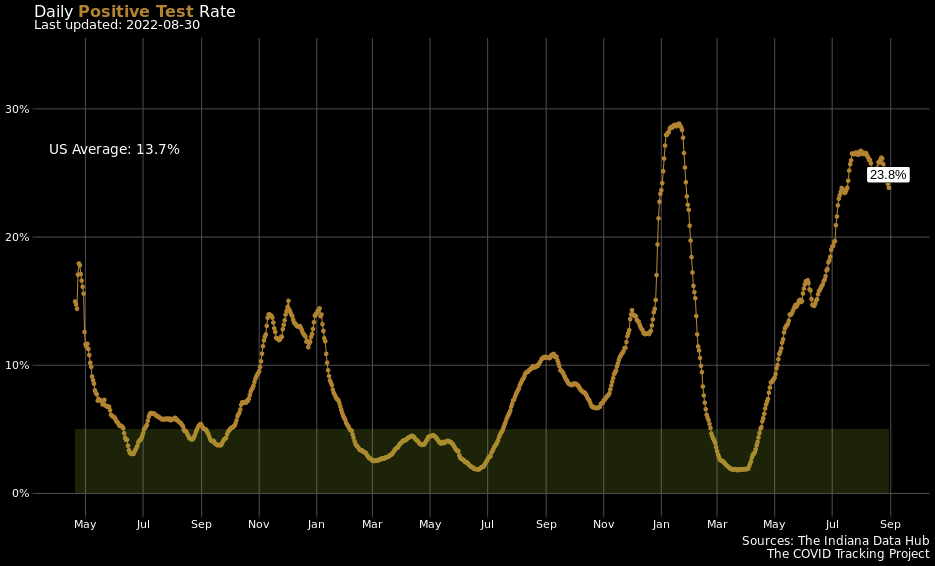 Daily Positive Test Rate
Last updated: 2022-08-30
30%
US Average: 13.7%
23.8%
20%
10%
0%
May Jul Sep Nov Jan Mar May Jul Sep Nov Jan Mar May Jul Sep
Sources: The Indiana Data Hub
The COVID Tracking Project